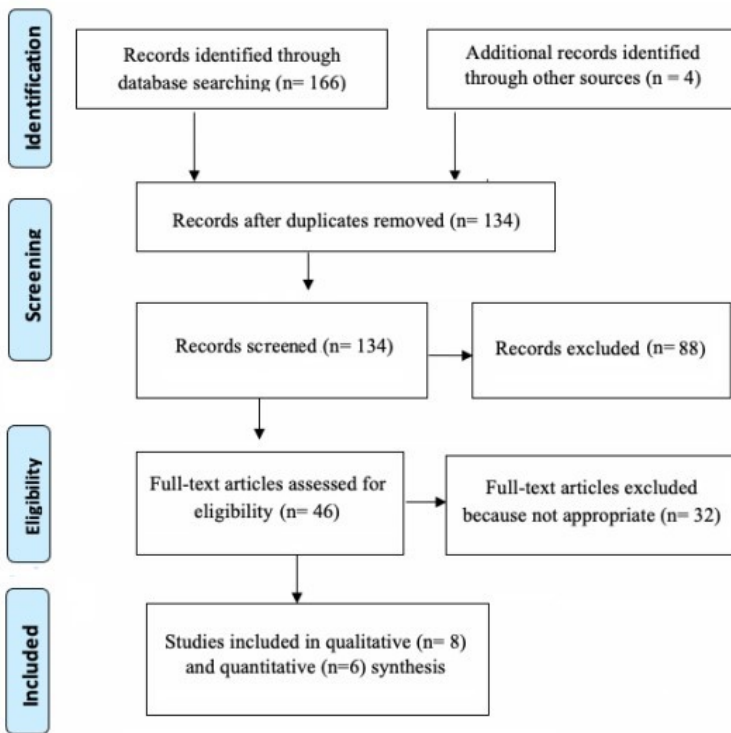 Identification
Records identified through
database searching (n= 166)
Additional records identified
through other sources (n = 4)
Screening
Records after duplicates removed (n= 134)
Records screened (n= 134)
Records excluded (n= 88)
Eligibility
Full-text articles assessed for
eligibility (n= 46)
Full-text articles excluded
because not appropriate (n= 32)
Included
Studies included in qualitative (n= 8)
and quantitative (n=6) synthesis